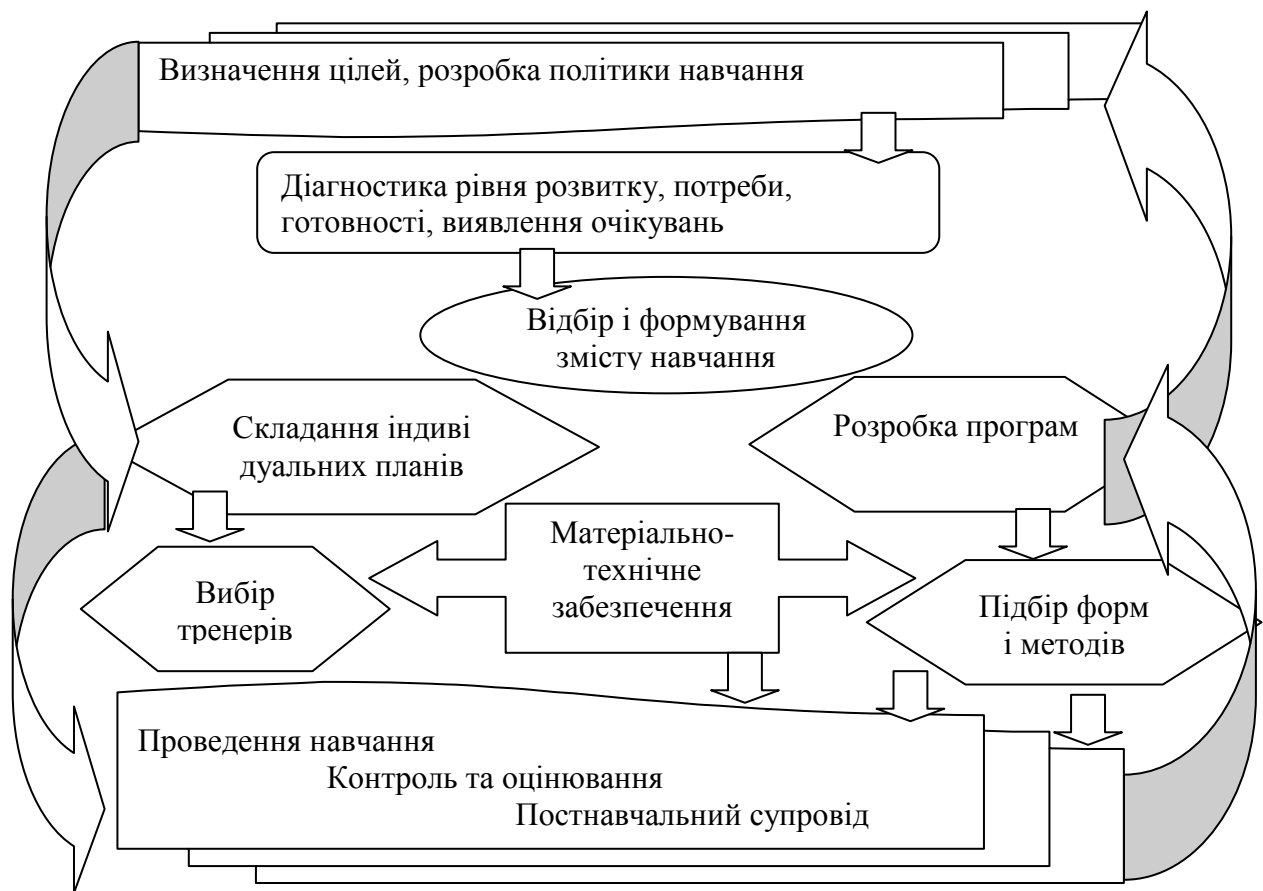 Визначення цілей, розробка політики навчання
Діагностика рівня розвитку, потреби,
готовності, виявлення очікувань
Відбір і формування
змісту навчання
Складання індиві
дуальних планів
Розробка програм
Матеріально-
технічне
забезпечення
Вибір
тренерів
Підбір форм
і методів
Проведення навчання
Контроль та оцінювання
Постнавчальний супровід